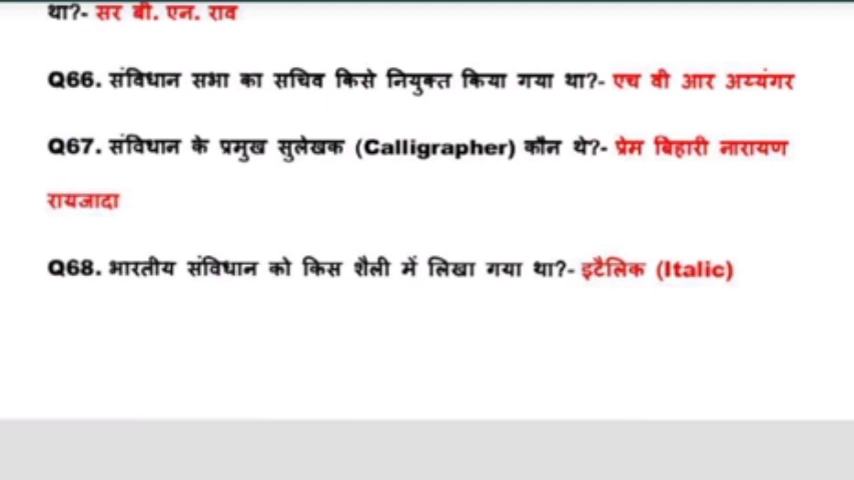 था?- सर बी. एन. राव
Q66. संविधान सभा का सचिव किसे नियुक्त किया गया था?- एच वी आर अय्यंगर
Q67. संविधान के प्रमुख सुलेखक (Calligrapher) कौन थे?- प्रेम बिहारी नारायण
रायजादा
Q68. भारतीय संविधान को किस शैली में लिखा गया था?- इटैलिक (Italic)